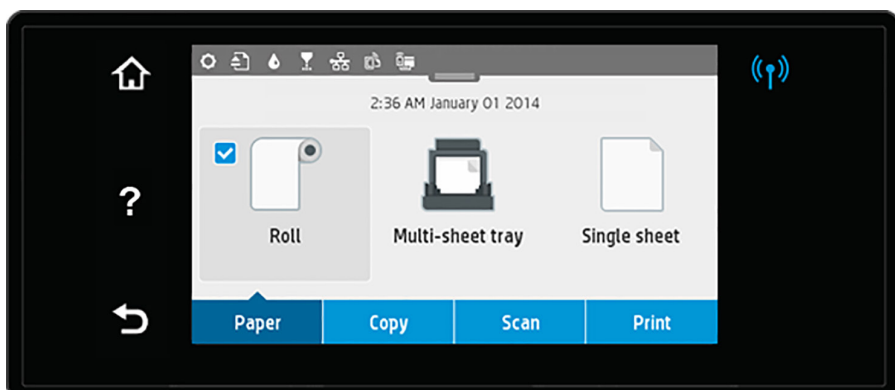 2:36 AM January 01 2014
Roll
Multi-sheet tray
Single sheet
?
Paper
Copy
Scan
Print